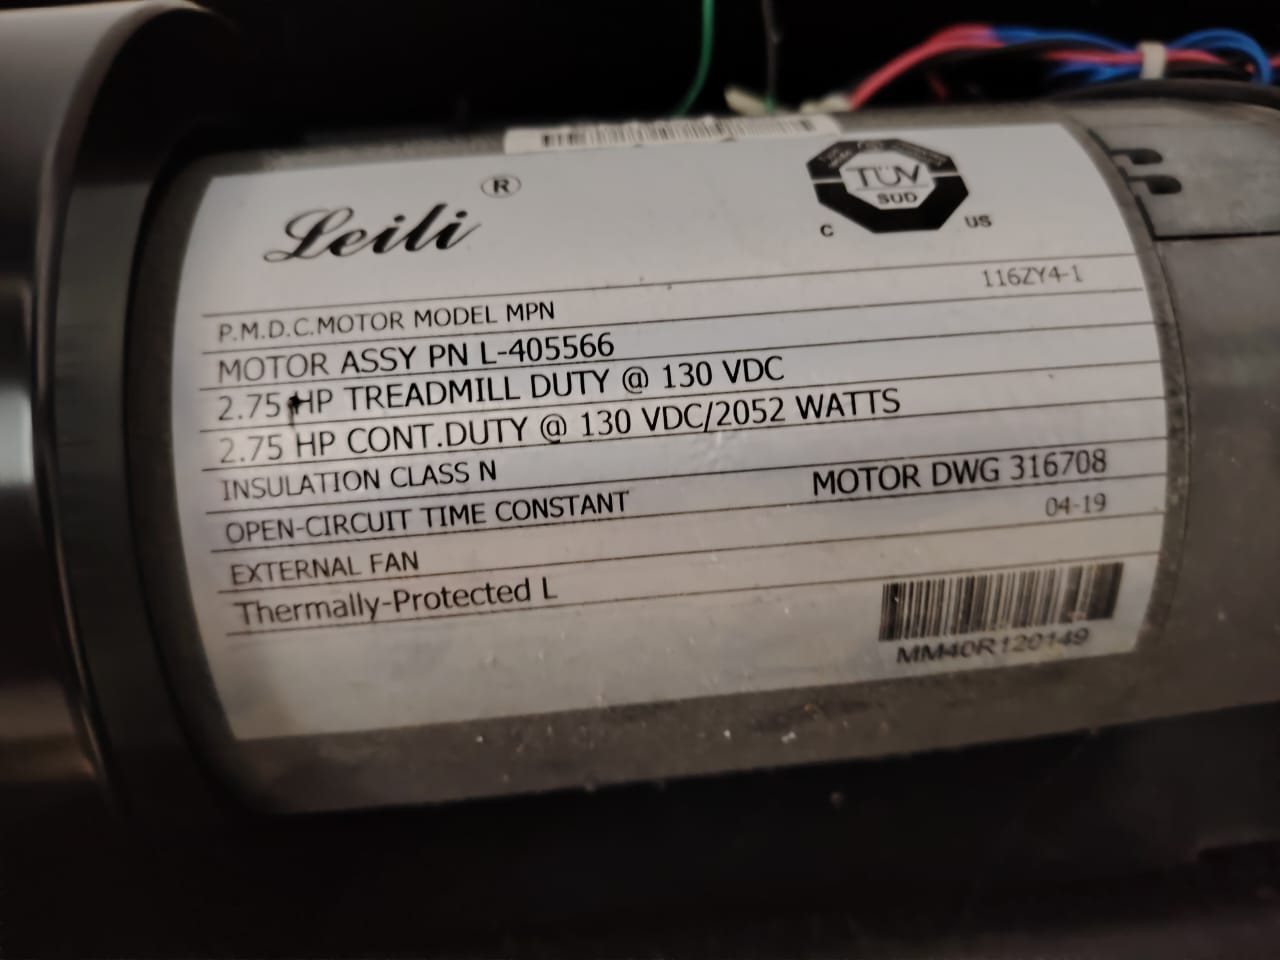 Leili ®
TÜV
SUD
C US
116ZY4-1
P.M.D.C.MOTOR MODEL MPN
MOTOR ASSY PN L-405566
2.75 HP TREADMILL DUTY @ 130 VDC
2.75 HP CONT.DUTY @ 130 VDC/2052 WATTS
INSULATION CLASS N
MOTOR DWG 316708
OPEN-CIRCUIT TIME CONSTANT
04-19
EXTERNAL FAN
Thermally-Protected L
MM40R120149